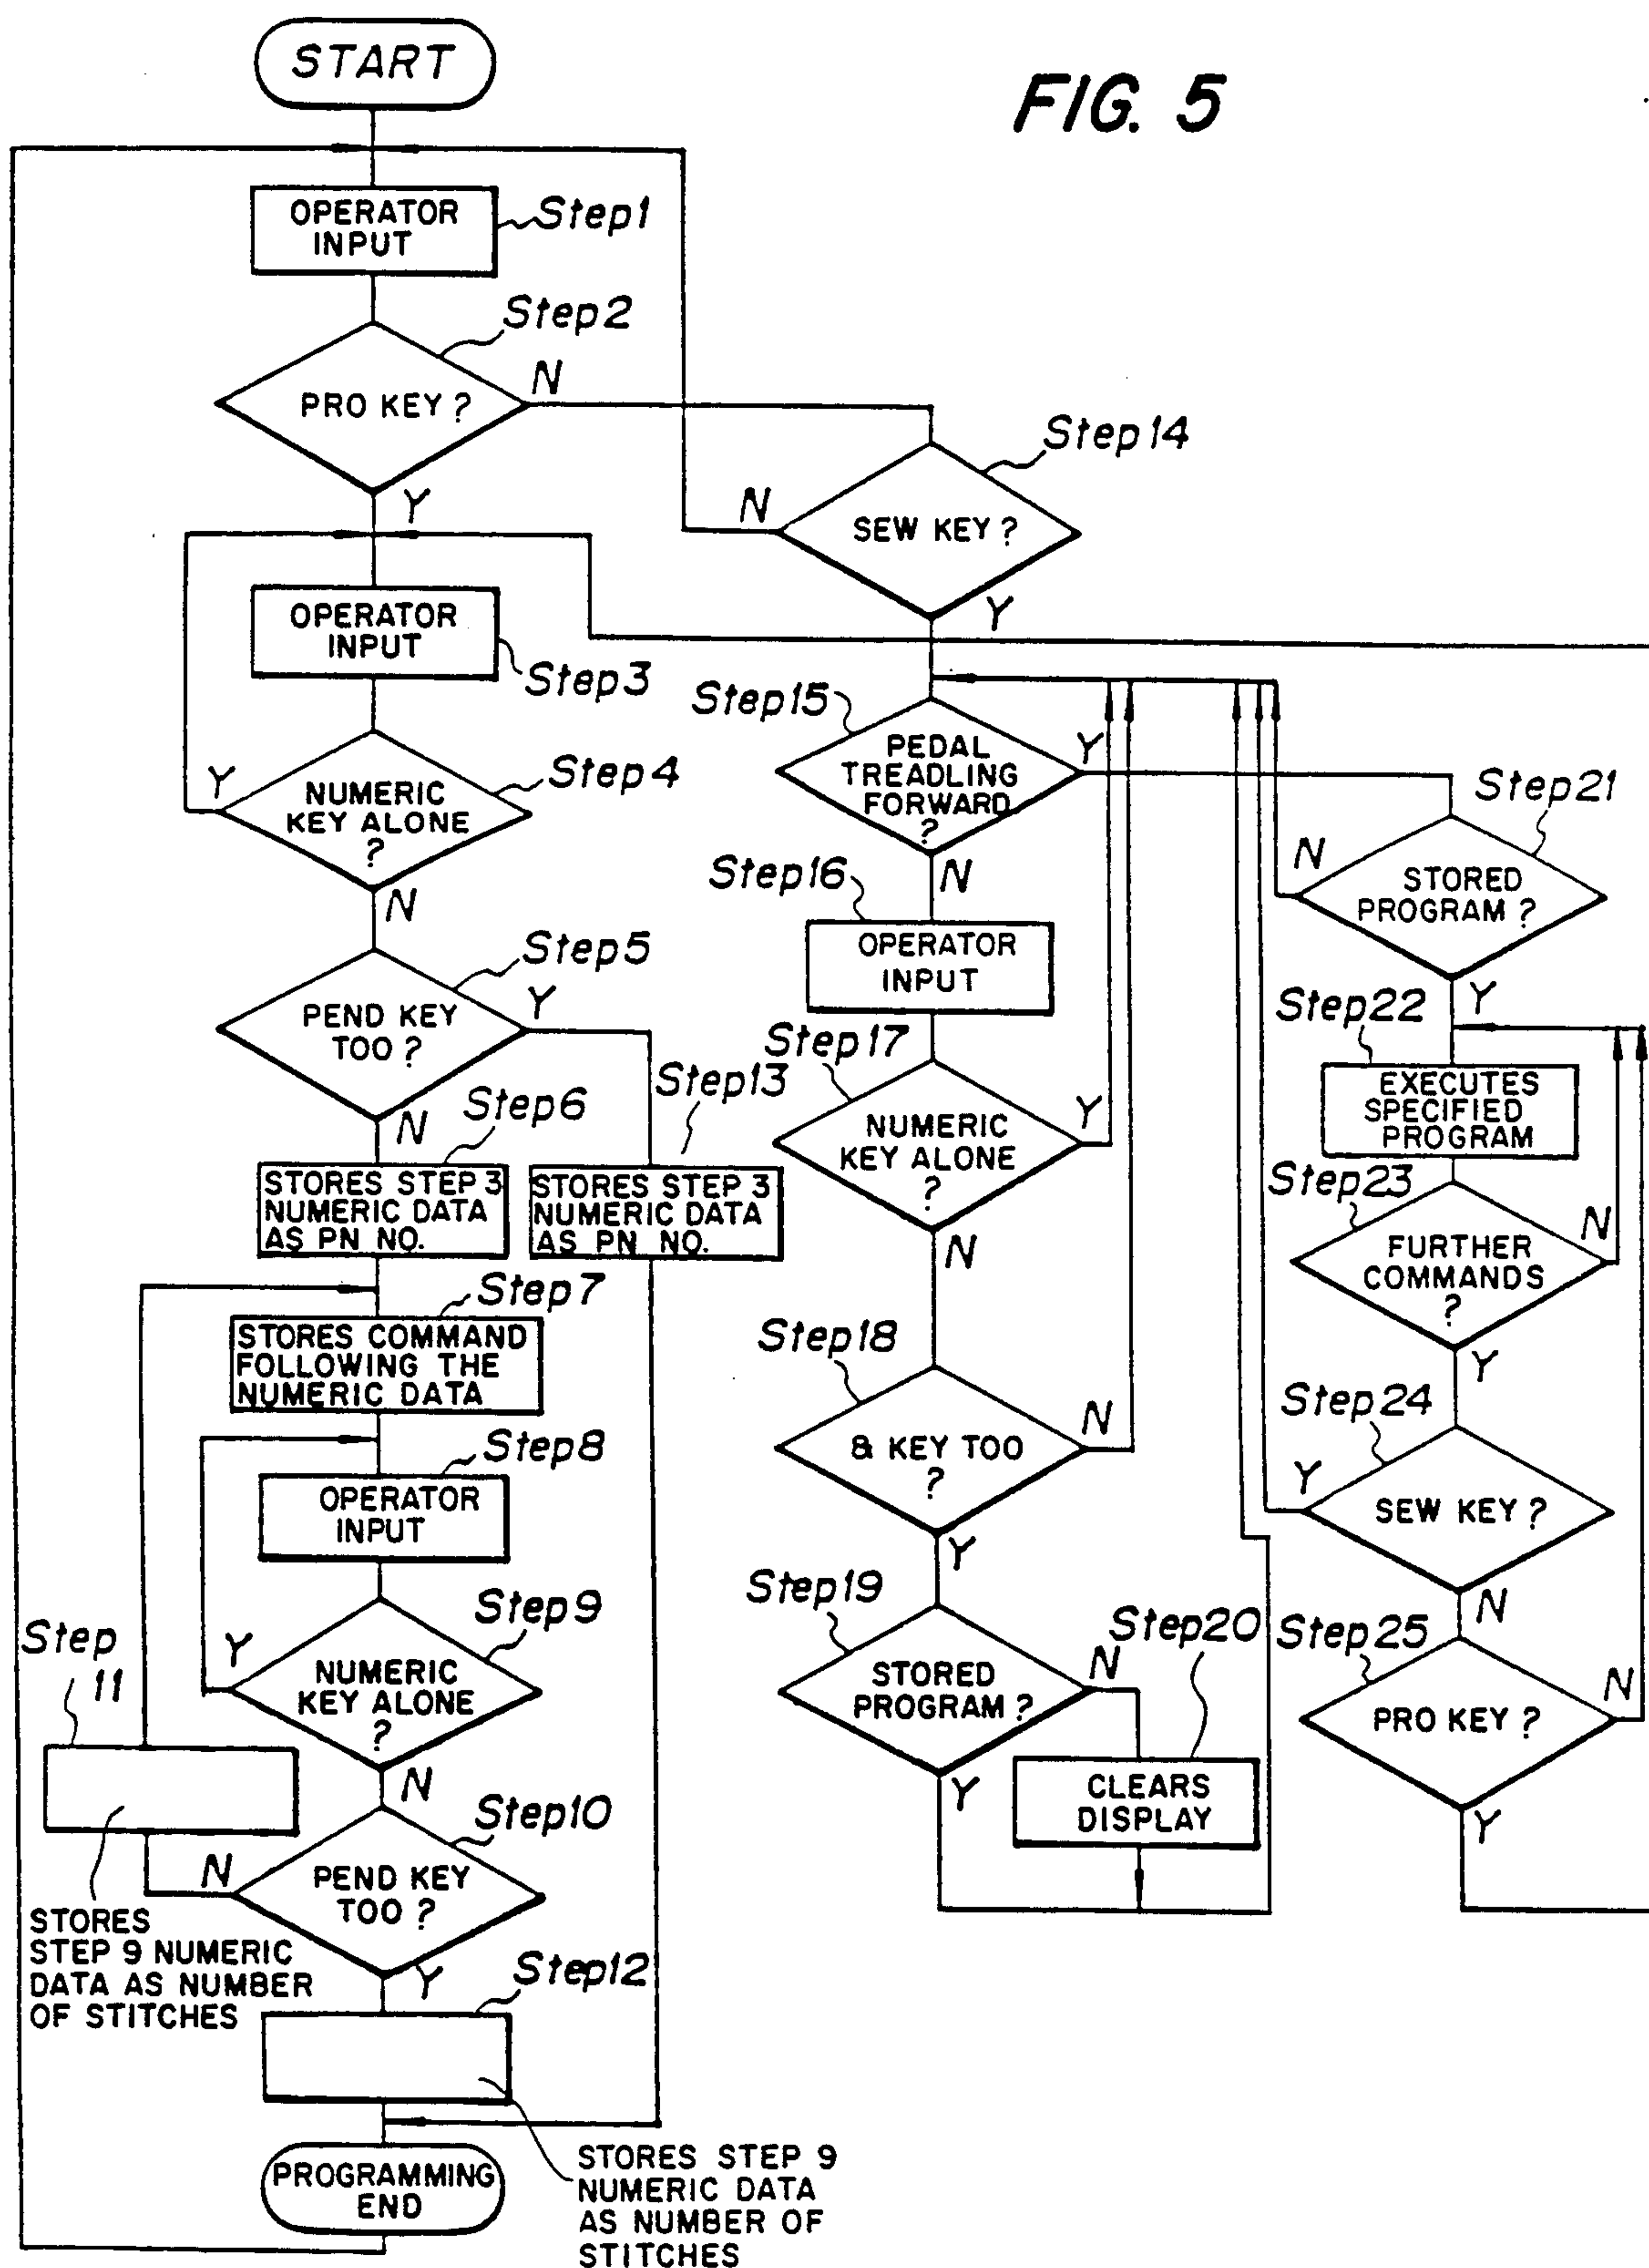 START
FIG. 5
OPERATOR
INPUT
Step1
Step2
PRO KEY ?
N
Y
Step14
SEW KEY ?
N
Y
OPERATOR
INPUT
Step3
Step4
NUMERIC
KEY ALONE
?
Y
N
Step5
PEND KEY
TOO ?
Y
N
Step6
STORES STEP 3
NUMERIC DATA
AS PN NO.
Step13
STORES STEP 3
NUMERIC DATA
AS PN NO.
Step7
STORES COMMAND
FOLLOWING THE
NUMERIC DATA
Step8
OPERATOR
INPUT
Step9
NUMERIC
KEY ALONE
?
Y
N
Step10
PEND KEY
TOO ?
N
Y
Step
11
STORES
STEP 9 NUMERIC
DATA AS NUMBER
OF STITCHES
Step12
STORES STEP 9
NUMERIC DATA
AS NUMBER OF
STITCHES
PROGRAMMING
END
Step15
PEDAL
TREADLING
FORWARD
?
Y
N
Step16
OPERATOR
INPUT
Step17
NUMERIC
KEY ALONE
?
Y
N
Step18
& KEY TOO
?
N
Y
Step19
STORED
PROGRAM ?
N
Y
Step20
CLEARS
DISPLAY
Step21
STORED
PROGRAM ?
N
Y
Step22
EXECUTES
SPECIFIED
PROGRAM
Step23
FURTHER
COMMANDS
?
N
Y
Step24
SEW KEY ?
Y
N
Step25
PRO KEY ?
N
Y